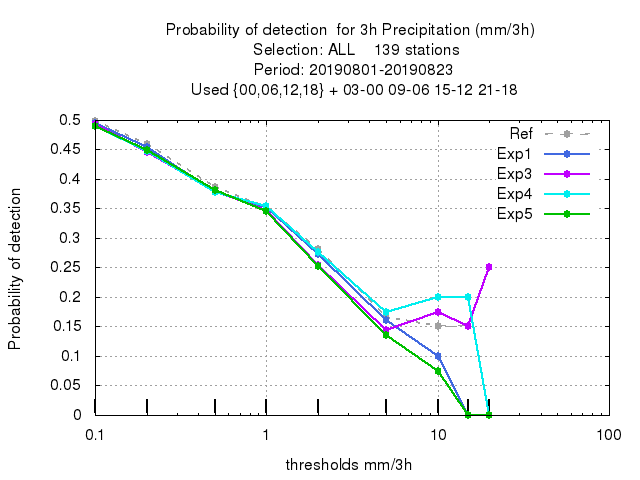 Probability of detection  for 3h Precipitation (mm/3h)
Selection: ALL    139 stations
Period: 20190801-20190823
Used {00,06,12,18} + 03-00 09-06 15-12 21-18
Probability of detection
0.5
0.45
0.4
0.35
0.3
0.25
0.2
0.15
0.1
0.05
0
Ref
Exp1
Exp3
Exp4
Exp5
0.1 1 10 100
thresholds mm/3h